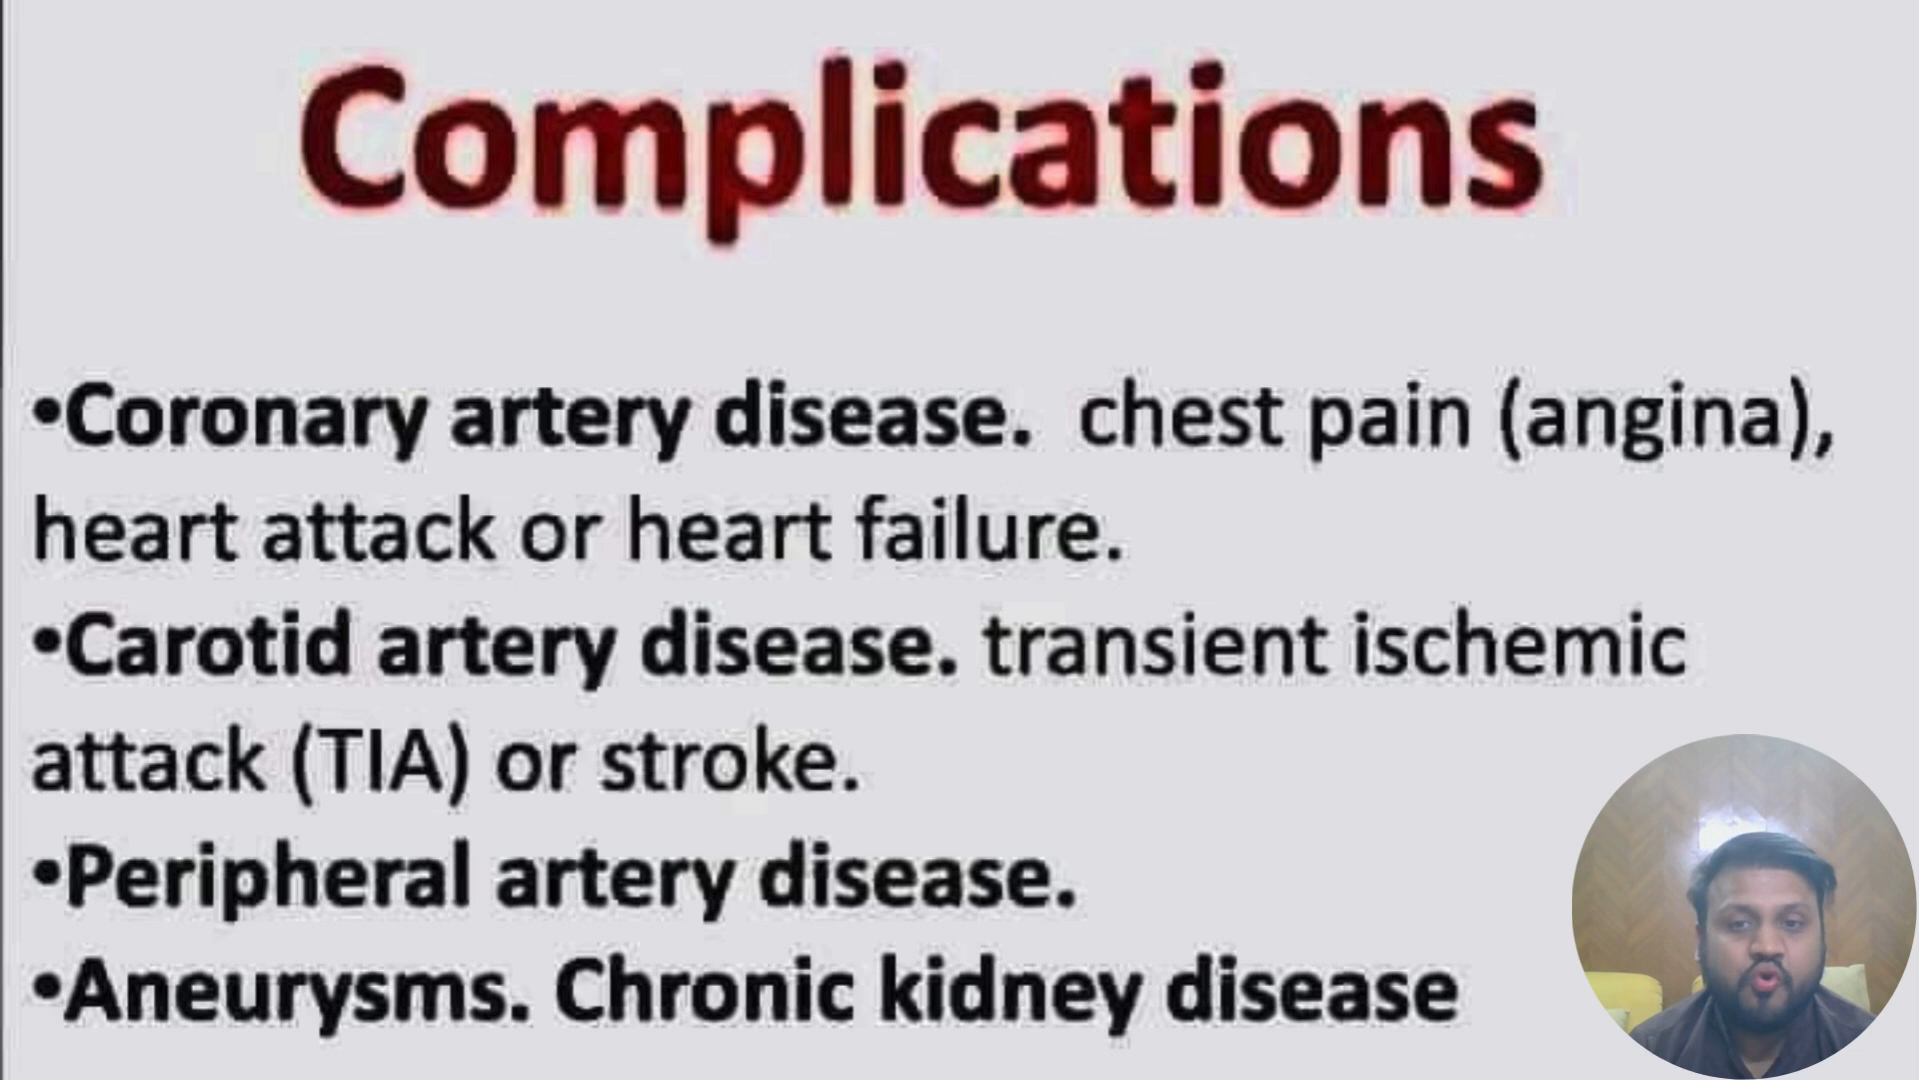 Complications
•Coronary artery disease.  chest pain (angina),
heart attack or heart failure.
•Carotid artery disease. transient ischemic
attack (TIA) or stroke.
•Peripheral artery disease.
•Aneurysms. Chronic kidney disease